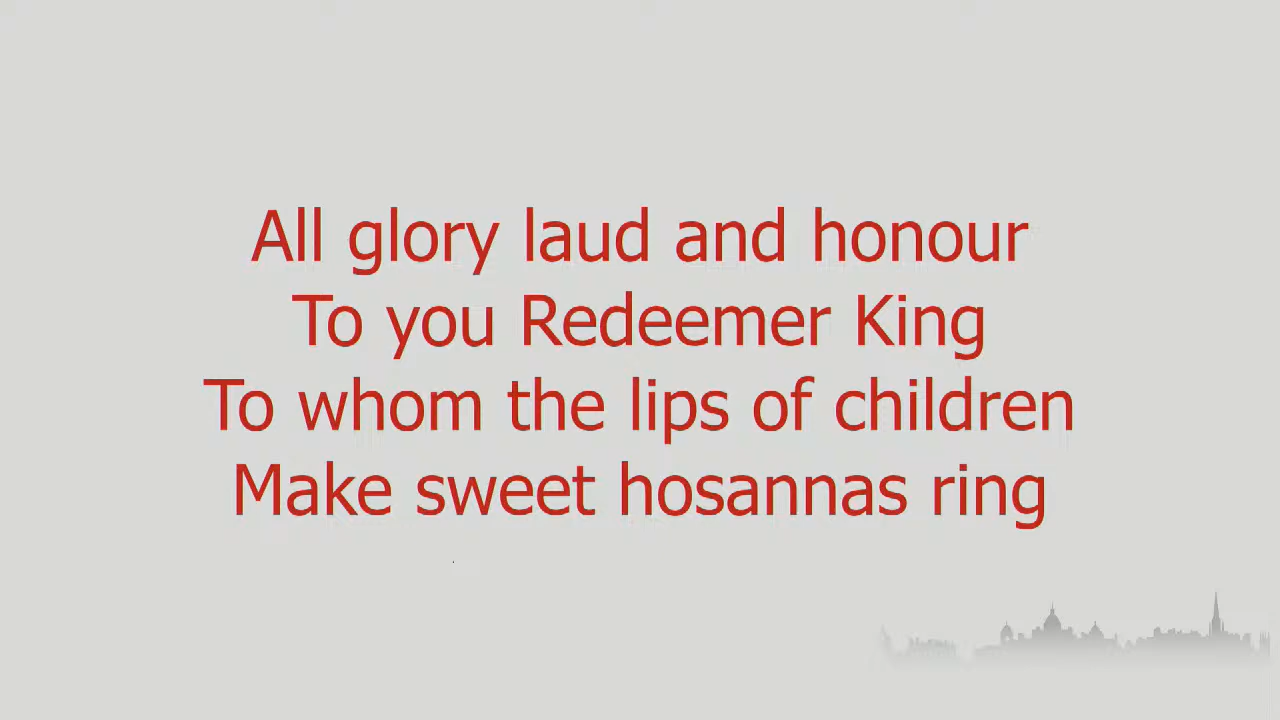 All glory laud and honour
To you Redeemer King
To whom the lips of children
Make sweet hosannas ring